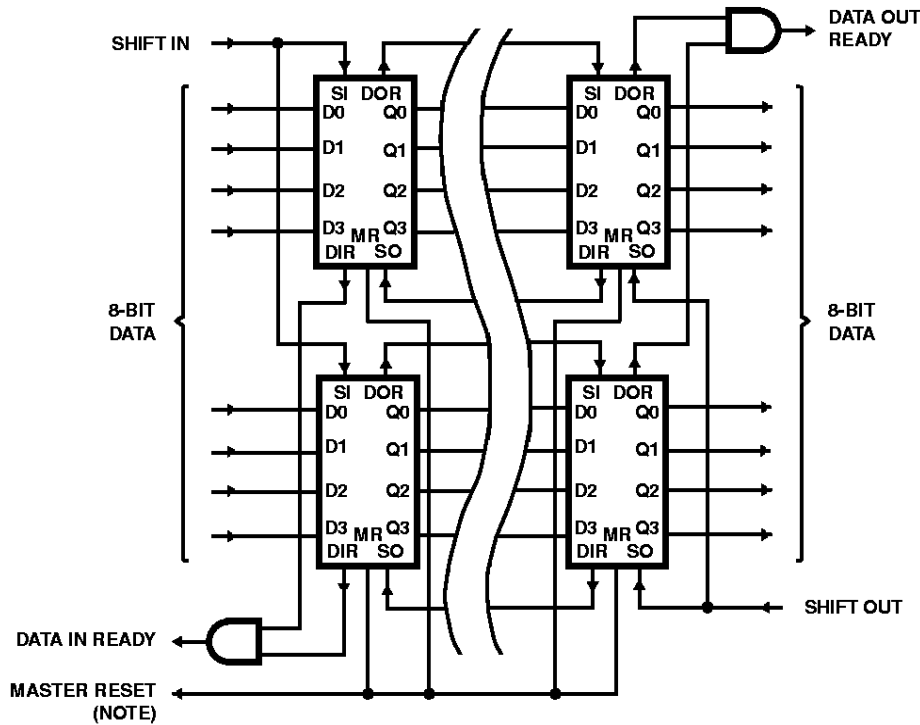 DATA OUT
READY
SHIFT IN
SI DOR
D0 Q0
D1 Q1
D2 Q2
D3 Q3
MR
DIR SO
SI DOR
D0 Q0
D1 Q1
D2 Q2
D3 Q3
MR
DIR SO
8-BIT
DATA
8-BIT
DATA
SI DOR
D0 Q0
D1 Q1
D2 Q2
D3 Q3
MR
DIR SO
SI DOR
D0 Q0
D1 Q1
D2 Q2
D3 Q3
MR
DIR SO
SHIFT OUT
DATA IN READY
MASTER RESET
(NOTE)